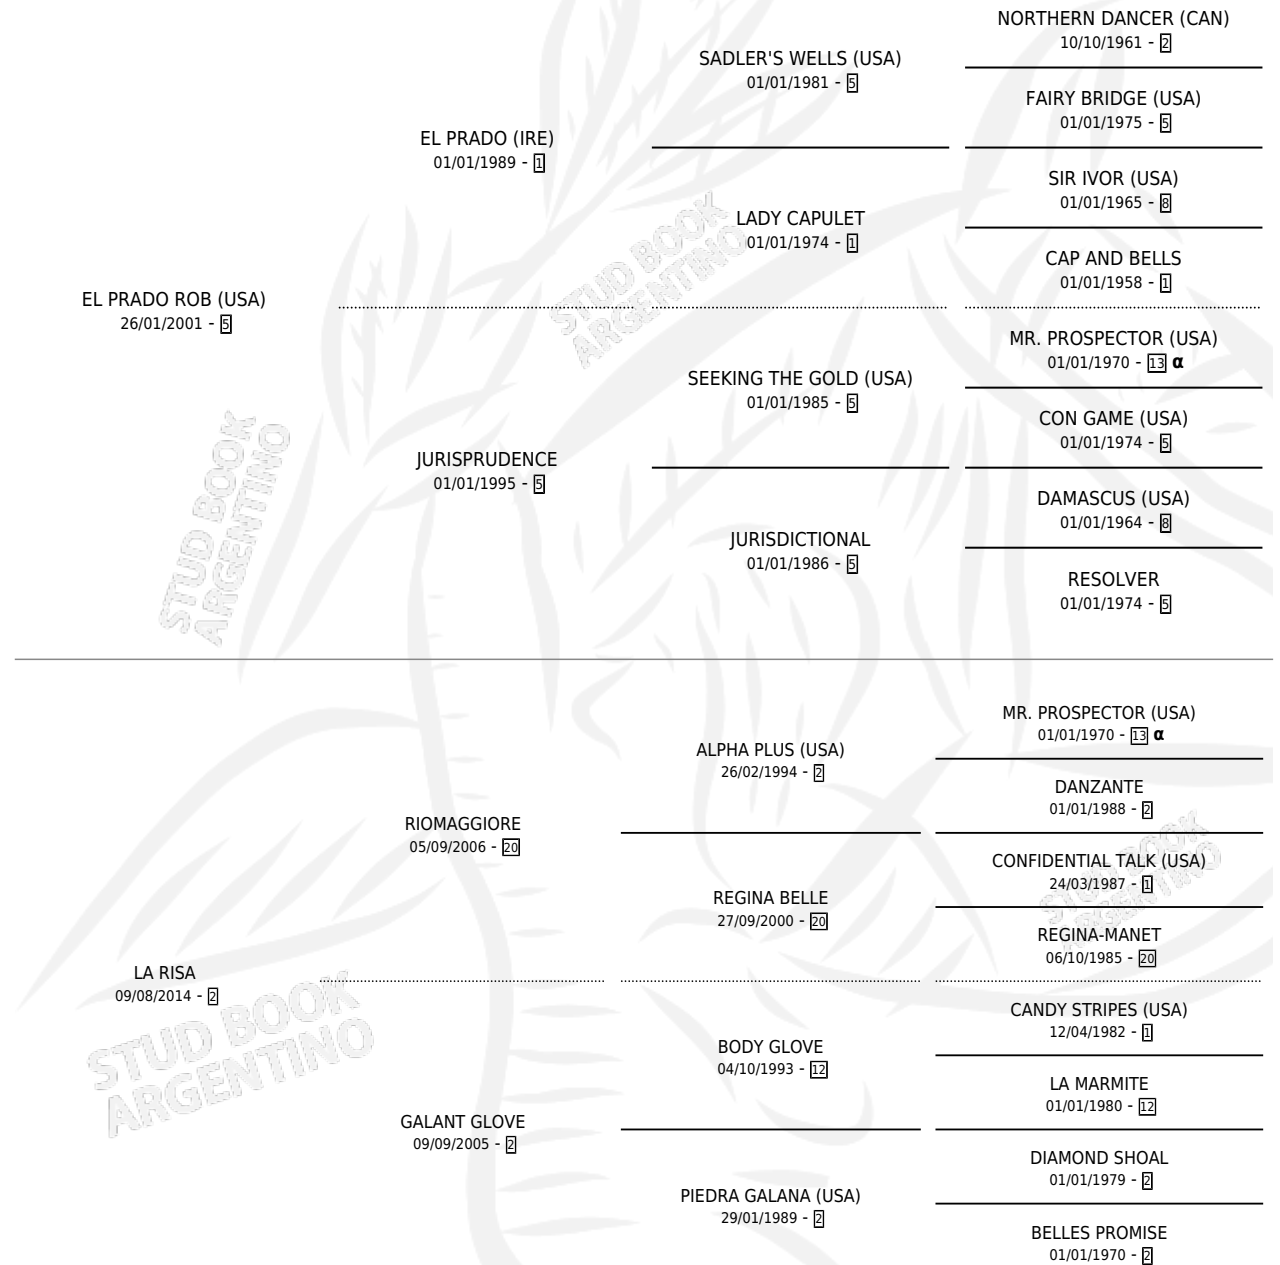 NORTHERN DANCER (CAN)
10/10/1961 - 2
SADLER'S WELLS (USA)
01/01/1981 - 5
FAIRY BRIDGE (USA)
01/01/1975 - 5
EL PRADO (IRE)
01/01/1989 - 1
SIR IVOR (USA)
01/01/1965 - 8
LADY CAPULET
01/01/1974 - 1
CAP AND BELLS
01/01/1958 - 1
EL PRADO ROB (USA)
26/01/2001 - 5
MR. PROSPECTOR (USA)
01/01/1970 - 13 α
SEEKING THE GOLD (USA)
01/01/1985 - 5
CON GAME (USA)
01/01/1974 - 5
JURISPRUDENCE
01/01/1995 - 5
DAMASCUS (USA)
01/01/1964 - 8
JURISDICTIONAL
01/01/1986 - 5
RESOLVER
01/01/1974 - 5
MR. PROSPECTOR (USA)
01/01/1970 - 13 α
ALPHA PLUS (USA)
26/02/1994 - 2
DANZANTE
01/01/1988 - 2
RIOMAGGIORE
05/09/2006 - 20
CONFIDENTIAL TALK (USA)
24/03/1987 - 1
REGINA BELLE
27/09/2000 - 20
REGINA-MANET
06/10/1985 - 20
LA RISA
09/08/2014 - 2
CANDY STRIPES (USA)
12/04/1982 - 1
BODY GLOVE
04/10/1993 - 12
LA MARMITE
01/01/1980 - 12
GALANT GLOVE
09/09/2005 - 2
DIAMOND SHOAL
01/01/1979 - 2
PIEDRA GALANA (USA)
29/01/1989 - 2
BELLES PROMISE
01/01/1970 - 2
STUD BOOK
ARGENTINO
STUD BOOK
ARGENTINO
STUD BOOK
ARGENTINO
STUD BOOK
ARGENTINO